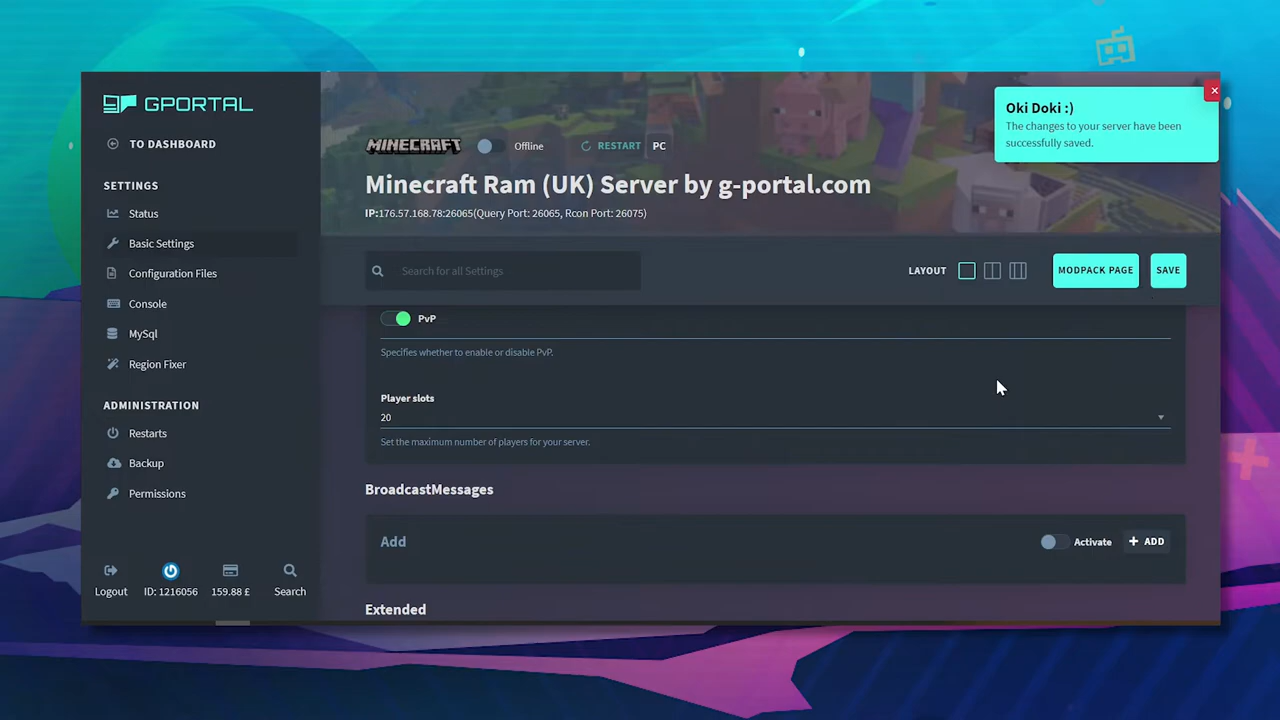 GPORTAL
TO DASHBOARD
SETTINGS
Status
Basic Settings
Configuration Files
Console
MySql
Region Fixer
ADMINISTRATION
Restarts
Backup
Permissions
Logout
ID: 1216056
159.88 £
Search
MINECRAFT
Offline
RESTART
PC
Minecraft Ram (UK) Server by g-portal.com
IP:176.57.168.78:26065(Query Port: 26065, Rcon Port: 26075)
Oki Doki :)
The changes to your server have been
successfully saved.
Search for all Settings
LAYOUT
MODPACK PAGE
SAVE
PvP
Specifies whether to enable or disable PvP.
Player slots
20
Set the maximum number of players for your server.
BroadcastMessages
Add
Activate
+ ADD
Extended